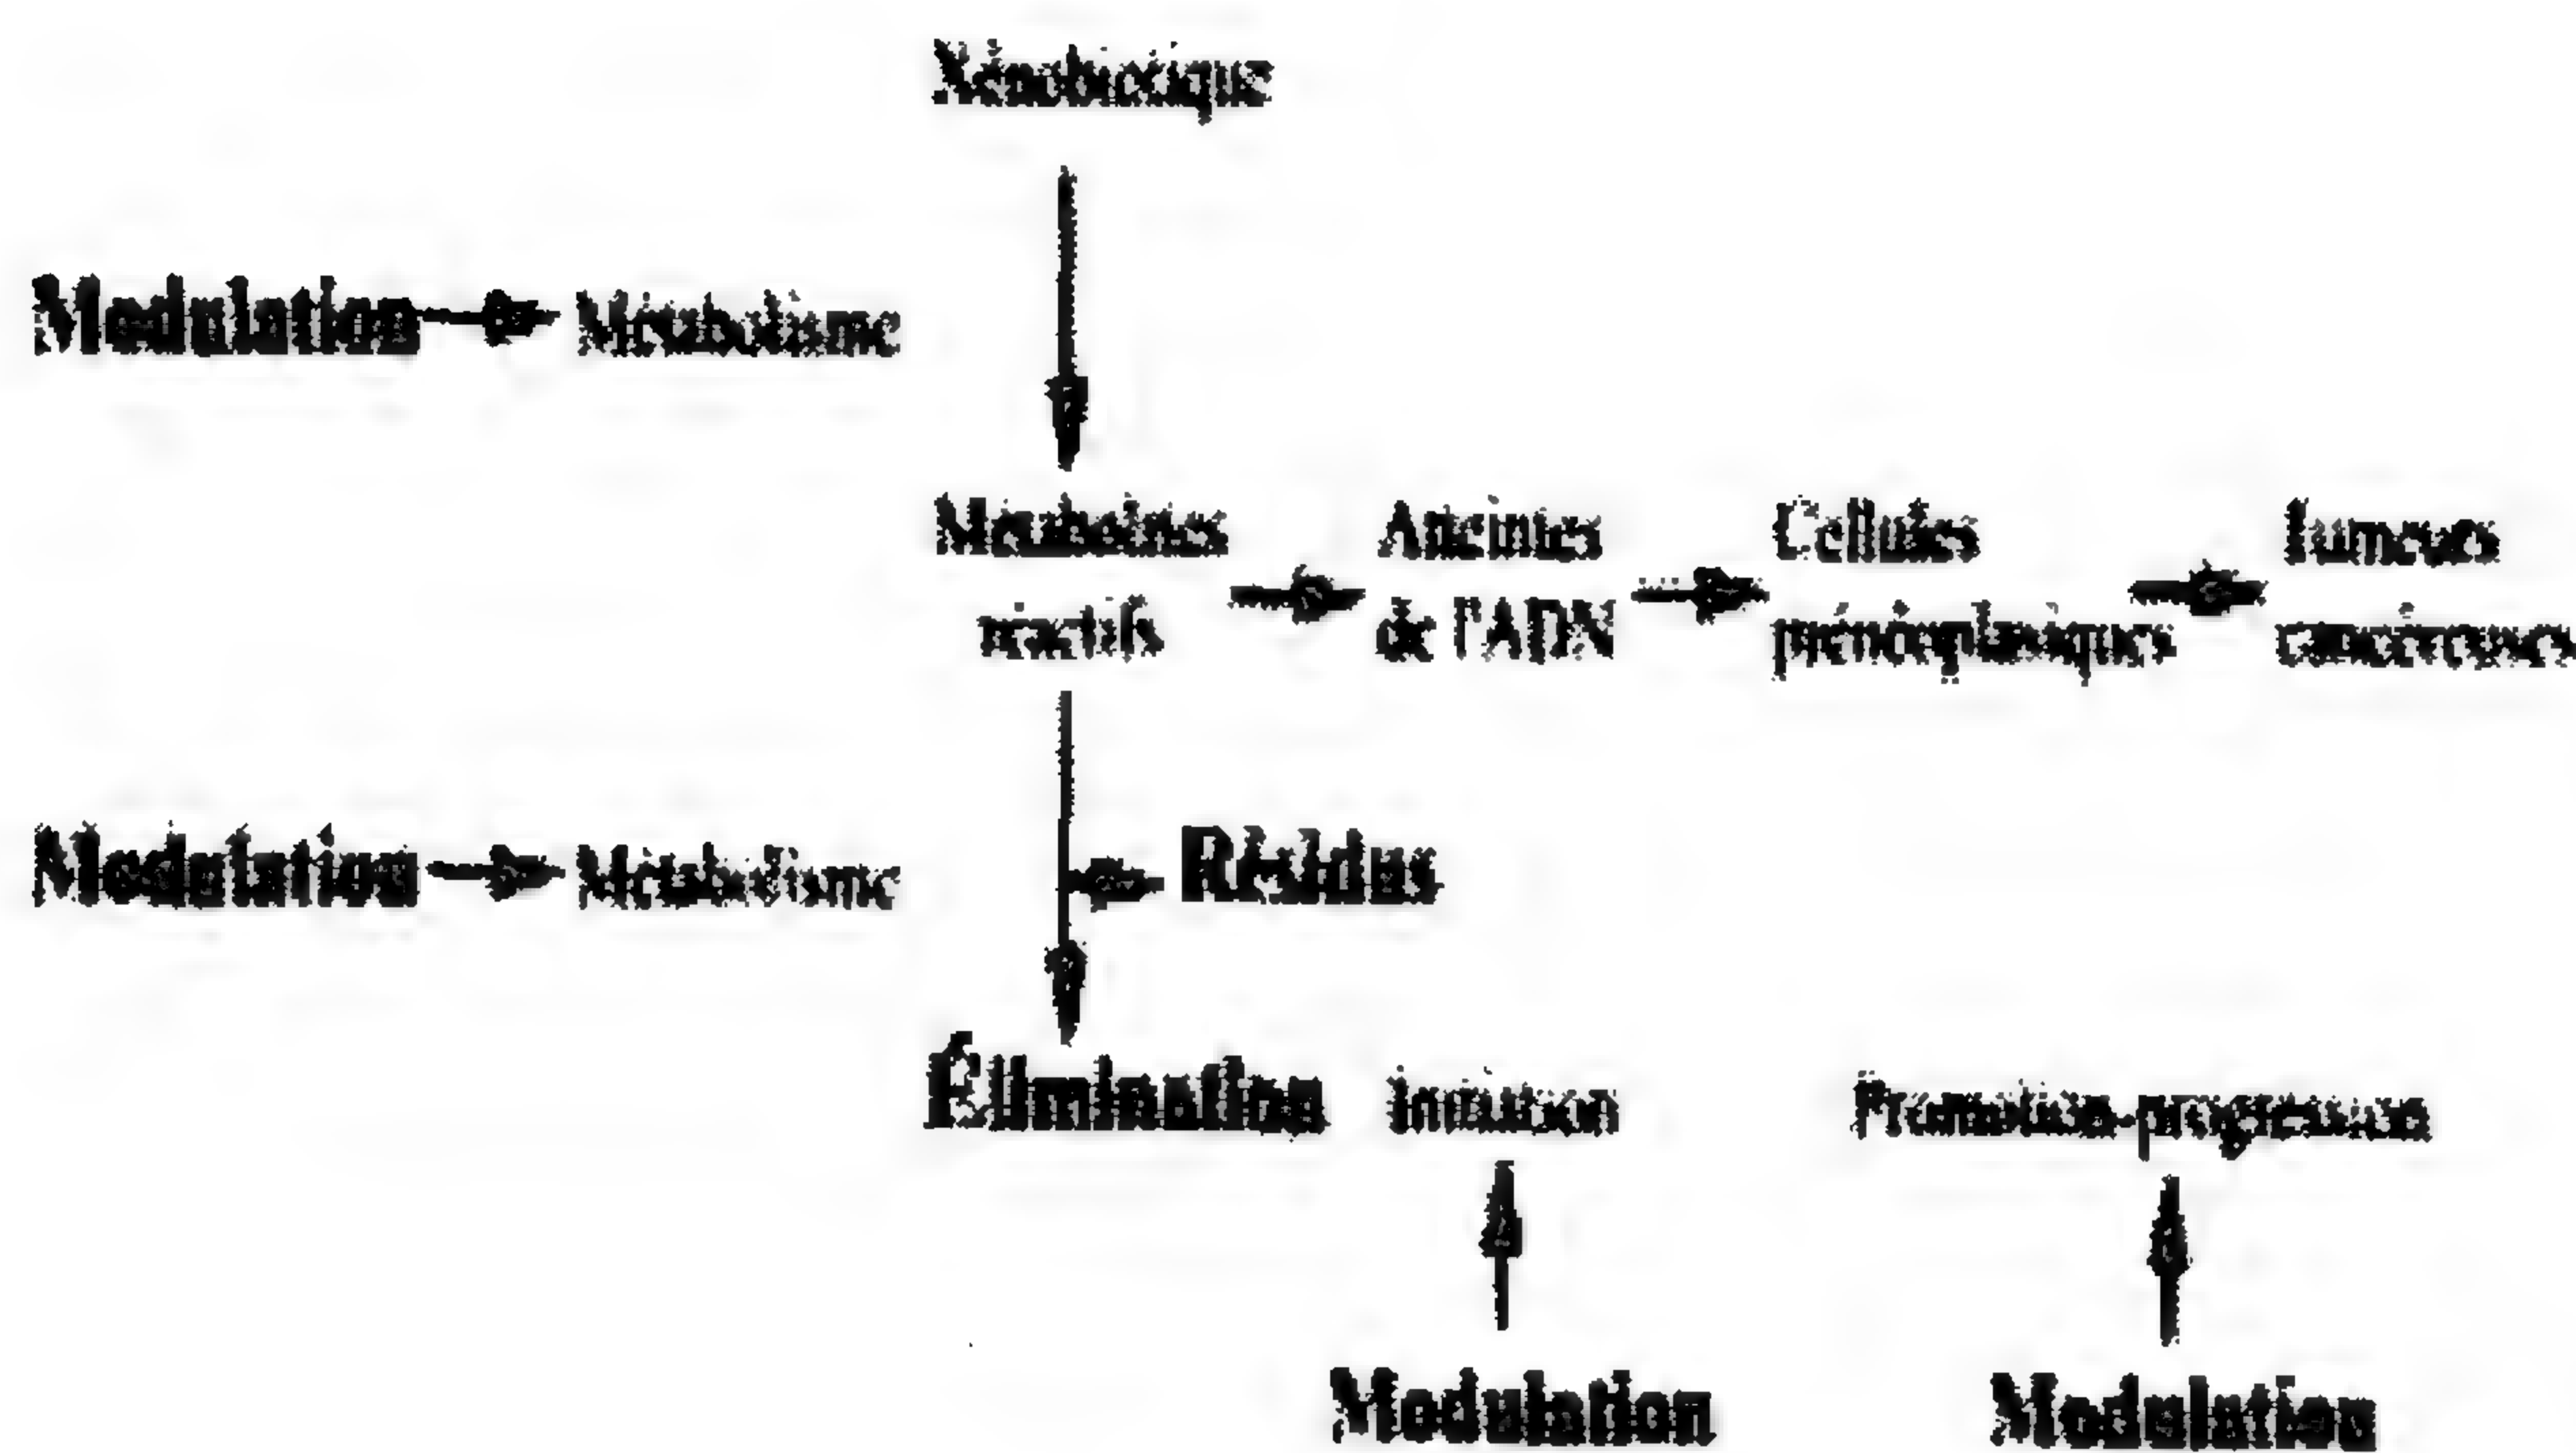 Xénobiotique
Modulation Métabolisme
Métabolites Atteintes Cellules Tumeurs
réactifs de l'ADN prénéoplasiques cancéreuses
Modulation Métabolisme Résidus
Élimination Initiation Promotion-progression
Modulation Modulation